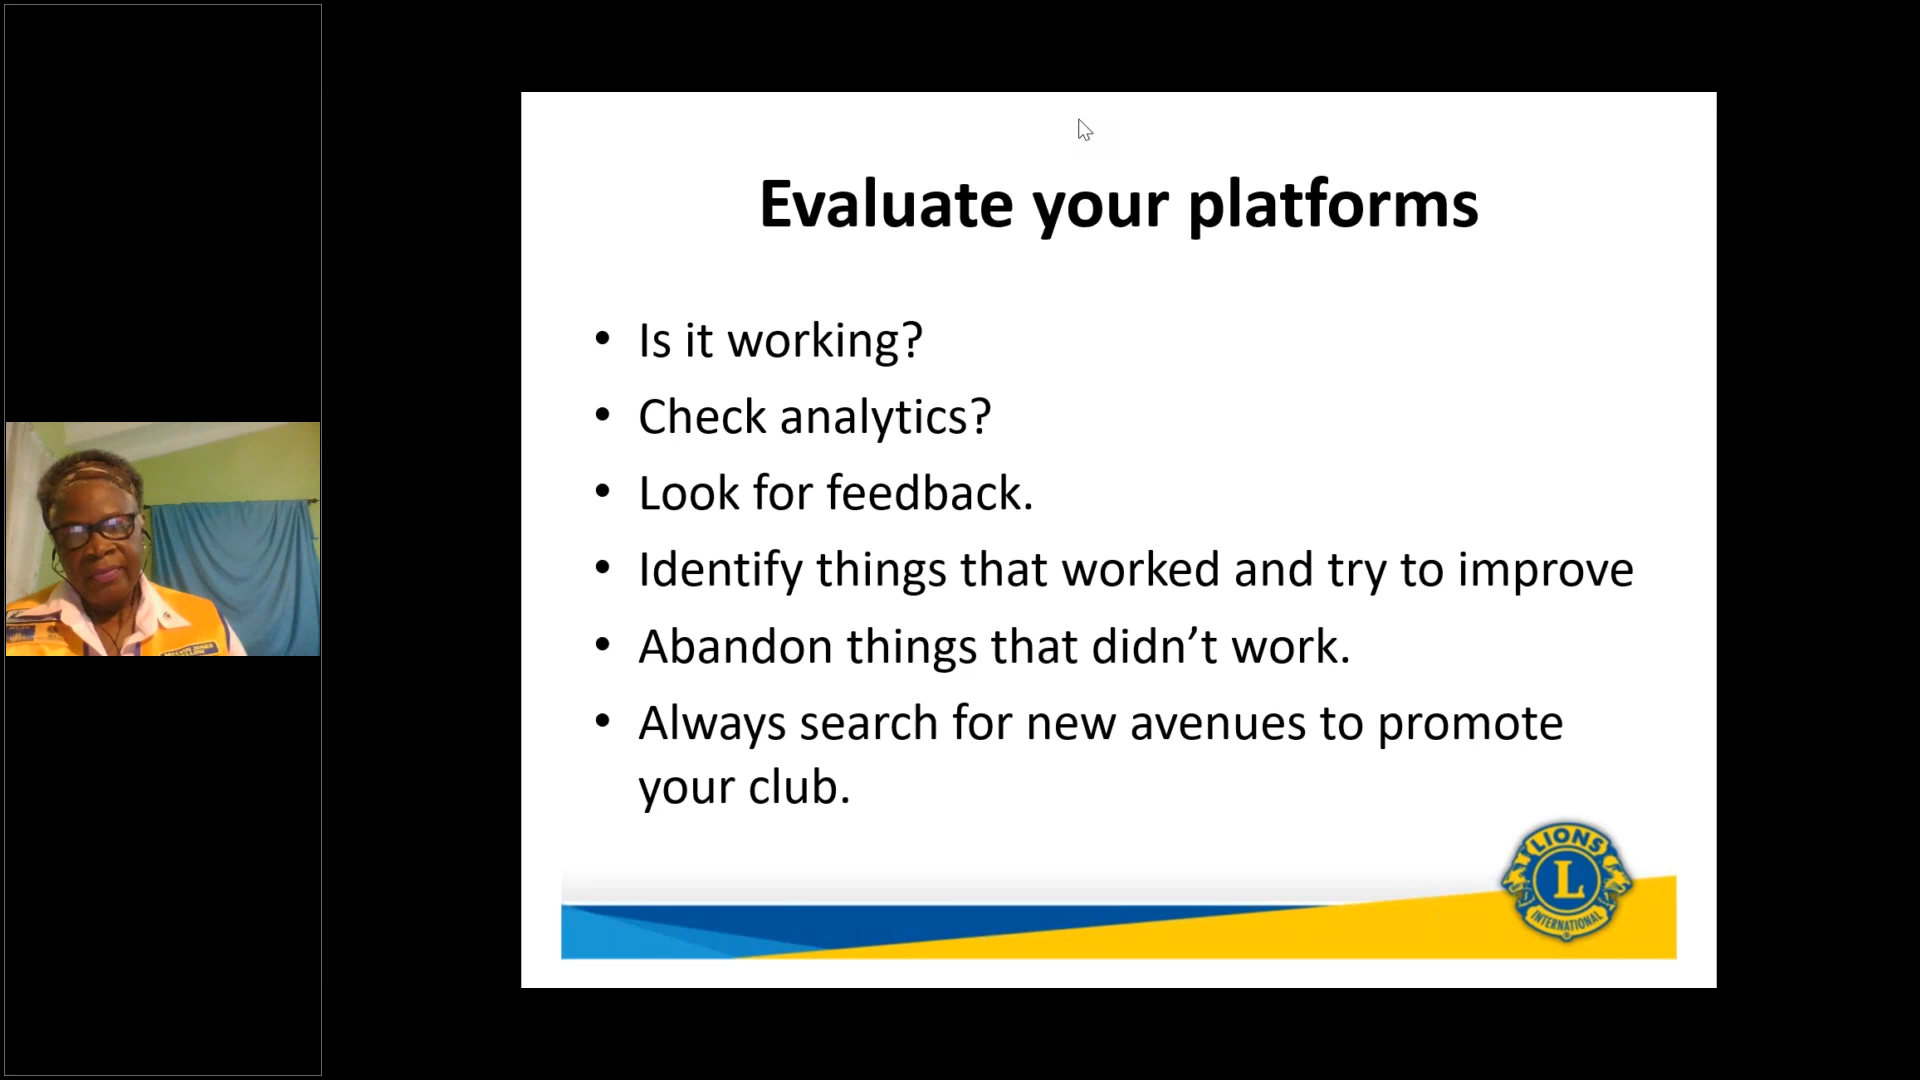 Evaluate your platforms
• Is it working?
• Check analytics?
• Look for feedback.
• Identify things that worked and try to improve
• Abandon things that didn’t work.
• Always search for new avenues to promote
your club.
LIONS
L
INTERNATIONAL
®